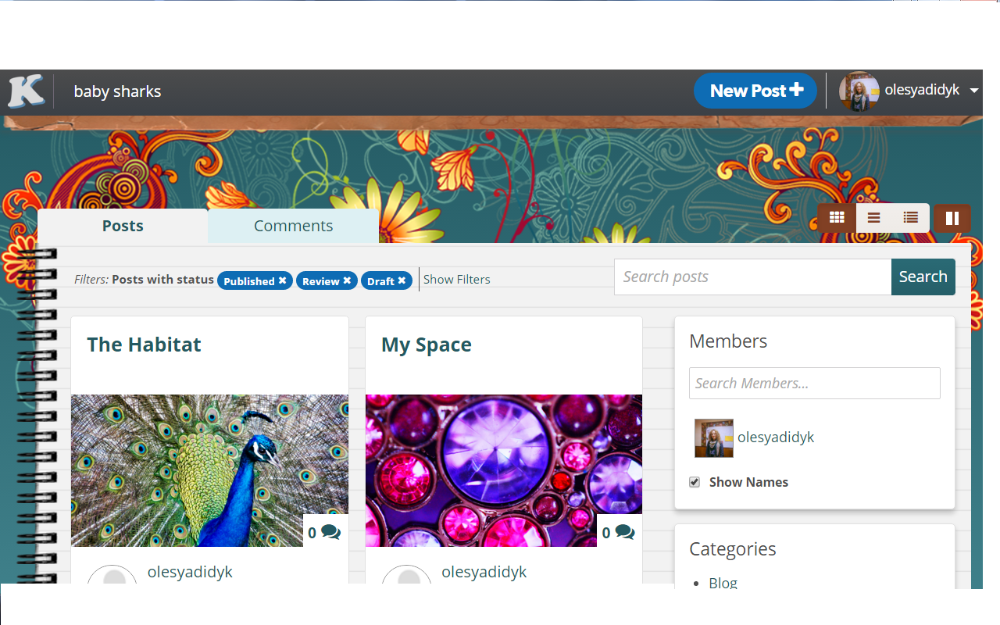 K
baby sharks
New Post
olesyadidyk
Posts
Comments
Filters: Posts with status Published Review Draft Show Filters
Search posts
Search
The Habitat
My Space
0
0
olesyadidyk
olesyadidyk
Members
Search Members...
olesyadidyk
Show Names
Categories
Blog